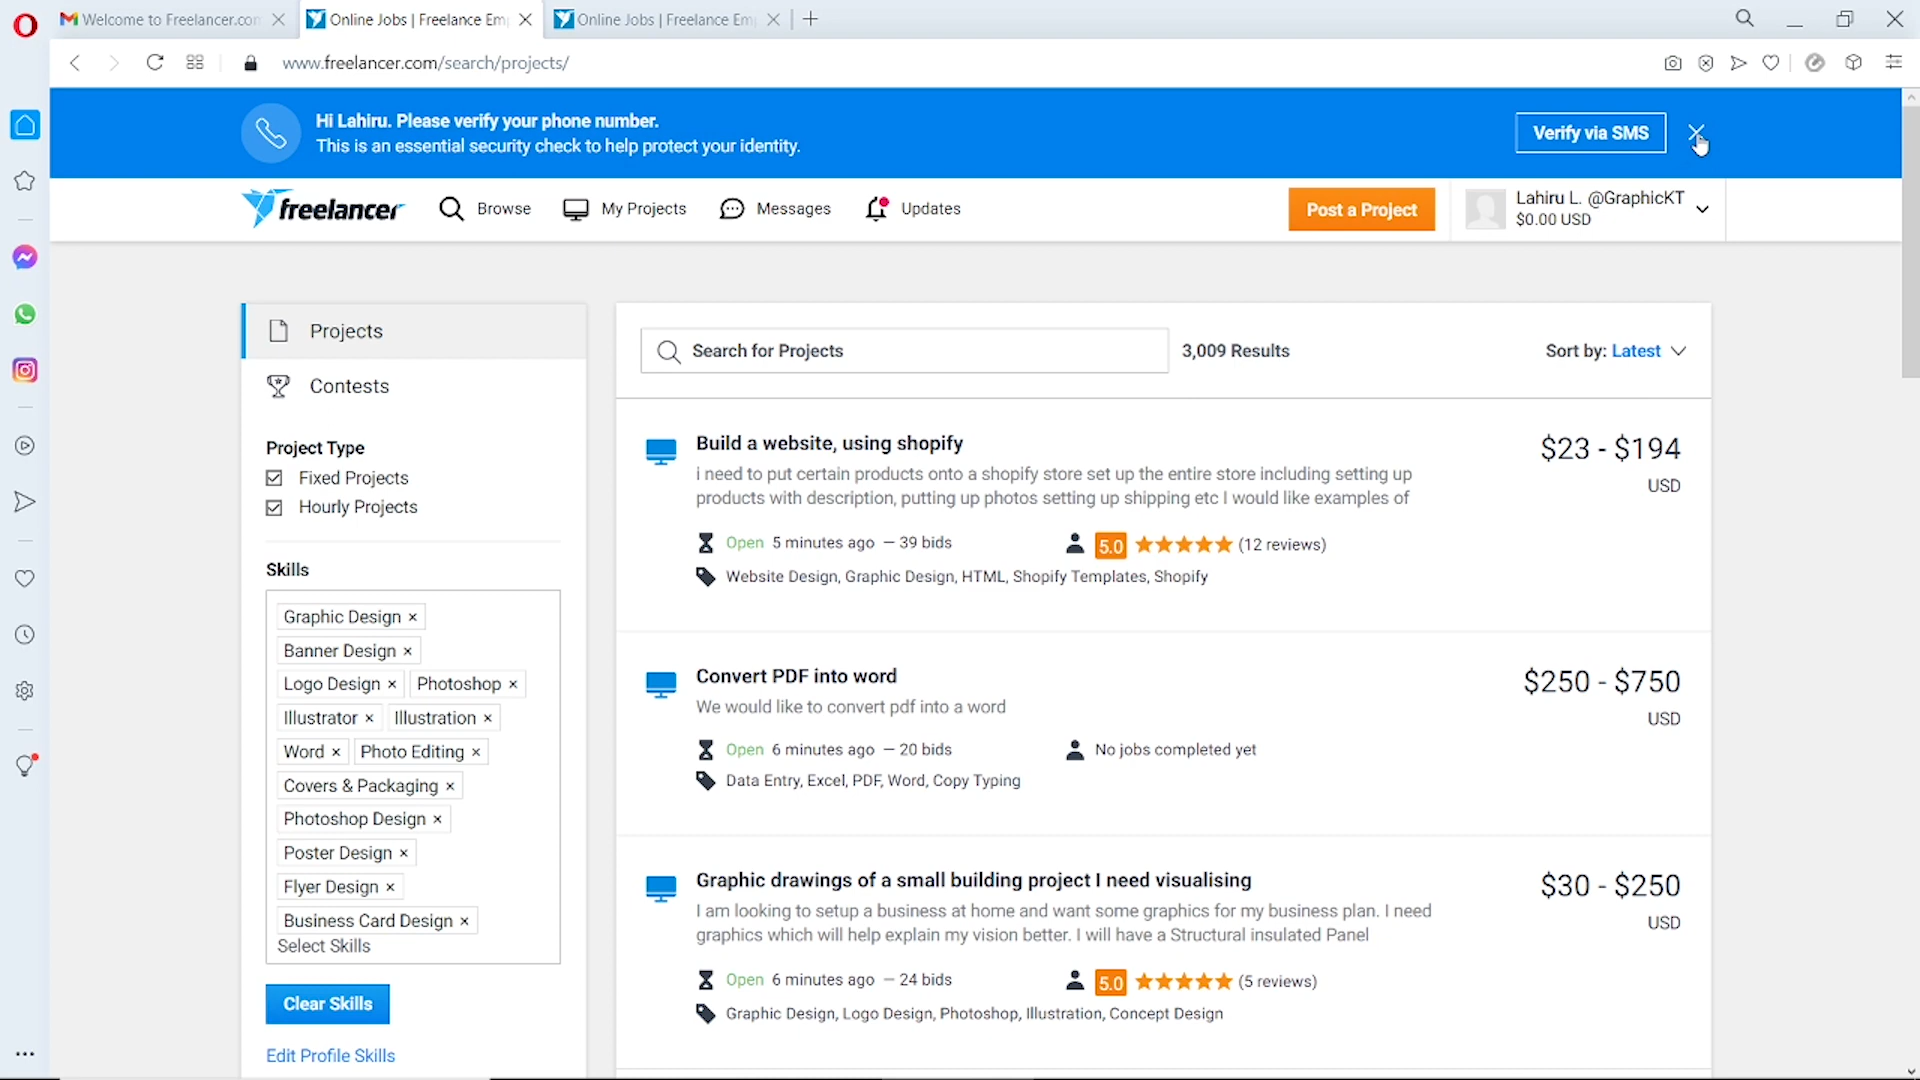 Welcome to Freelancer.con
Online Jobs | Freelance Em
Online Jobs | Freelance Em
www.freelancer.com/search/projects/
Hi Lahiru. Please verify your phone number.
This is an essential security check to help protect your identity.
Verify via SMS
freelancer
Browse
My Projects
Messages
Updates
Post a Project
Lahiru L. @GraphicKT
$0.00 USD
Projects
Contests
Project Type
Fixed Projects
Hourly Projects
Skills
Graphic Design ×
Banner Design ×
Logo Design × Photoshop ×
Illustrator × Illustration ×
Word × Photo Editing ×
Covers & Packaging ×
Photoshop Design ×
Poster Design ×
Flyer Design ×
Business Card Design ×
Select Skills
Clear Skills
Edit Profile Skills
Search for Projects
3,009 Results
Sort by: Latest
Build a website, using shopify
$23 - $194
USD
i need to put certain products onto a shopify store set up the entire store including setting up
products with description, putting up photos setting up shipping etc I would like examples of
Open 5 minutes ago – 39 bids
5.0 (12 reviews)
Website Design, Graphic Design, HTML, Shopify Templates, Shopify
Convert PDF into word
$250 - $750
USD
We would like to convert pdf into a word
Open 6 minutes ago – 20 bids
No jobs completed yet
Data Entry, Excel, PDF, Word, Copy Typing
Graphic drawings of a small building project I need visualising
$30 - $250
USD
I am looking to setup a business at home and want some graphics for my business plan. I need
graphics which will help explain my vision better. I will have a Structural insulated Panel
Open 6 minutes ago – 24 bids
5.0 (5 reviews)
Graphic Design, Logo Design, Photoshop, Illustration, Concept Design